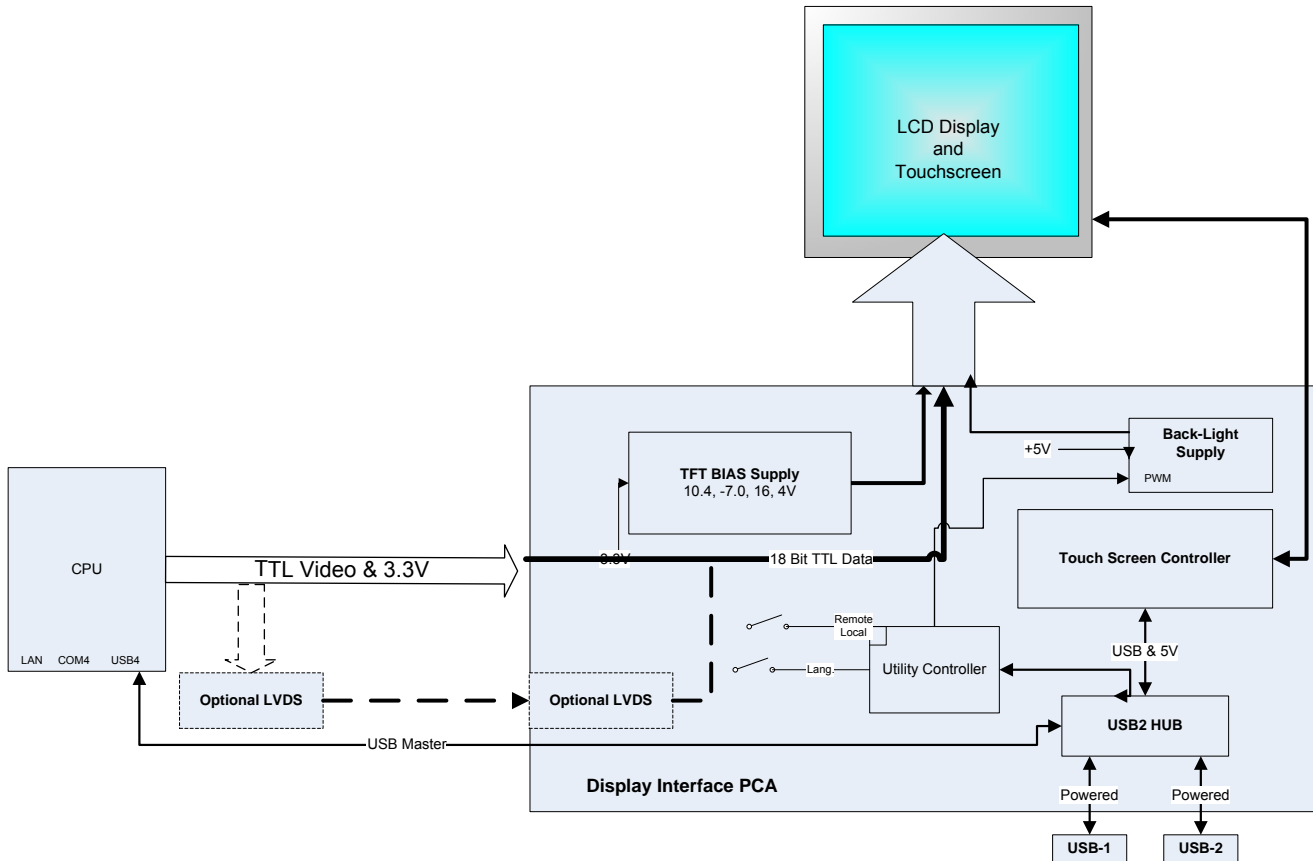 LCD Display
and
Touchscreen
Back-Light
Supply
+5V
PWM
TFT BIAS Supply
10.4, -7.0, 16, 4V
CPU
TTL Video & 3.3V
3.3V
18 Bit TTL Data
Touch Screen Controller
Remote
Local
Lang.
Utility Controller
USB & 5V
LAN COM4 USB4
Optional LVDS
Optional LVDS
USB2 HUB
USB Master
Display Interface PCA
Powered
Powered
USB-1
USB-2